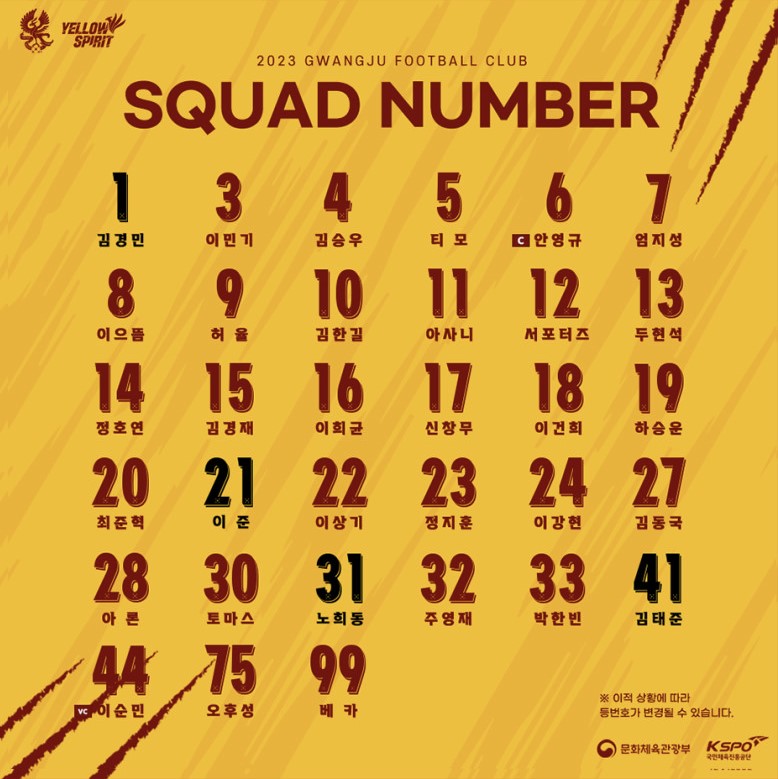 YELLOW
SPIRIT
2023 GWANGJU FOOTBALL CLUB
SQUAD NUMBER
1 3 4 5 6 7
김경민 이민기 김승우 티 모 C 안영규 엄지성
8 9 10 11 12 13
이으뜸 허 율 김한길 아사니 서포터즈 두현석
14 15 16 17 18 19
정호연 김경재 이희균 신창무 이건희 하승운
20 21 22 23 24 27
최준혁 이 준 이상기 정지훈 이강현 김동국
28 30 31 32 33 41
아 론 토마스 노희동 주영재 박한빈 김태준
44 75 99
VC 이순민 오후성 베 카
※ 이적 상황에 따라
등번호가 변경될 수 있습니다.
문화체육관광부 KSPO
국민체육진흥공단